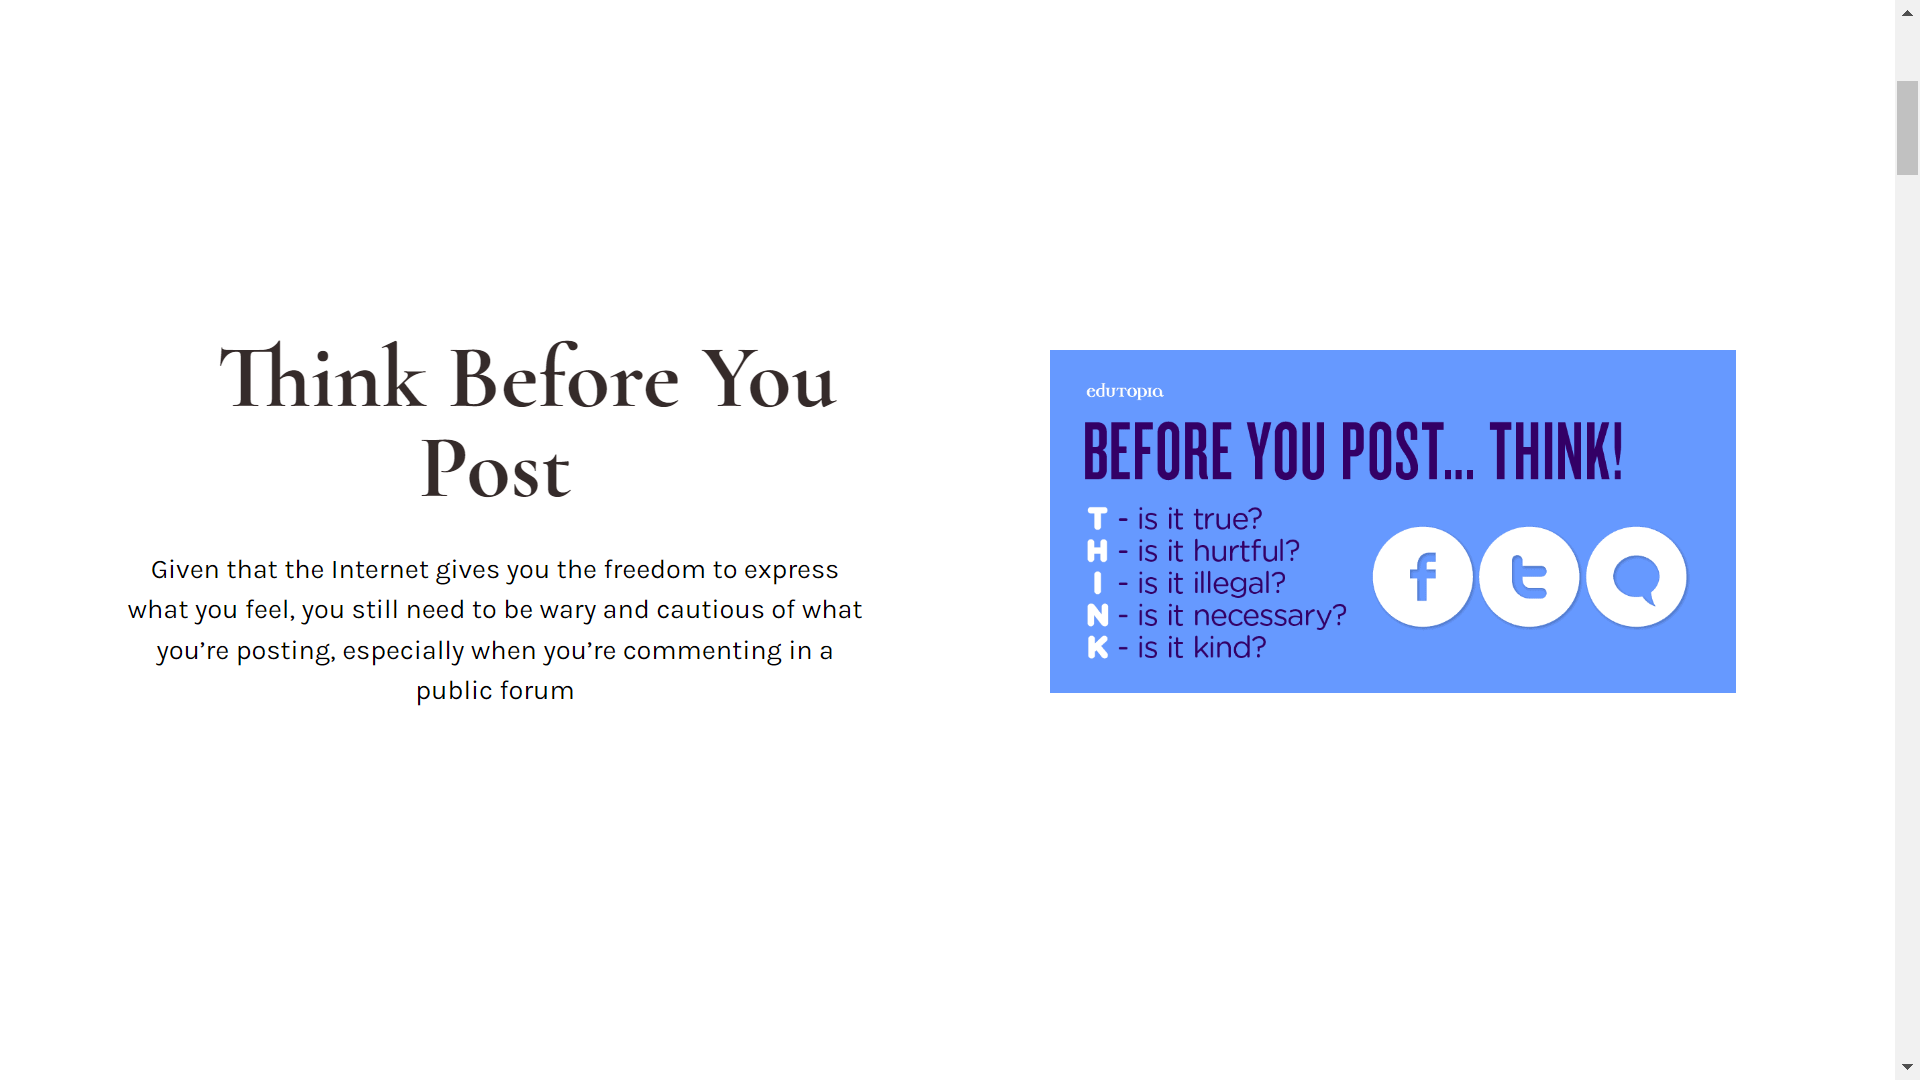 Think Before You
Post
Given that the Internet gives you the freedom to express
what you feel, you still need to be wary and cautious of what
you’re posting, especially when you’re commenting in a
public forum
edutopia
BEFORE YOU POST... THINK!
T - is it true?
H - is it hurtful?
I - is it illegal?
N - is it necessary?
K - is it kind?